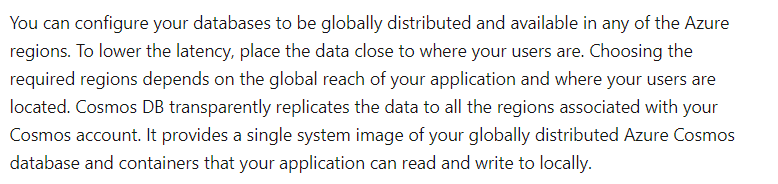 You can configure your databases to be globally distributed and available in any of the Azure
regions. To lower the latency, place the data close to where your users are. Choosing the
required regions depends on the global reach of your application and where your users are
located. Cosmos DB transparently replicates the data to all the regions associated with your
Cosmos account. It provides a single system image of your globally distributed Azure Cosmos
database and containers that your application can read and write to locally.